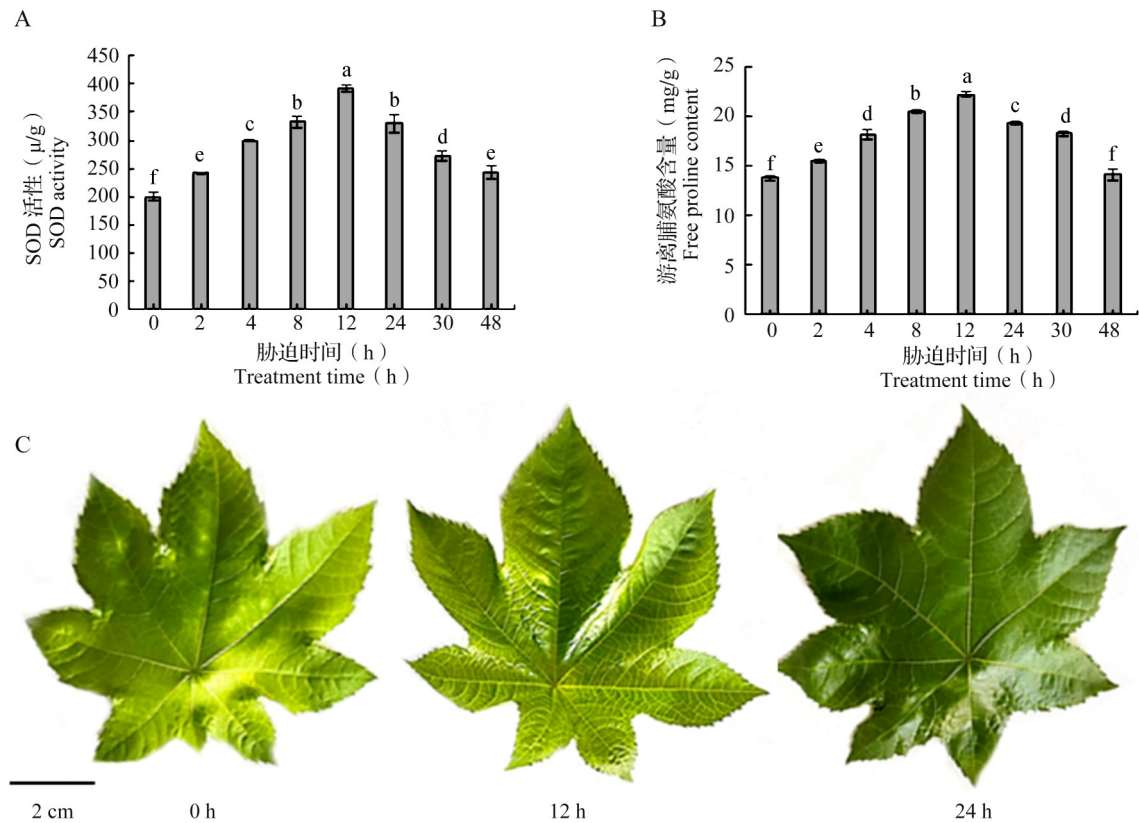 A
SOD 活性（μ/g）
SOD activity
450
400
350
300
250
200
150
100
50
0
f
e
c
b
a
b
d
e
0 2 4 8 12 24 30 48
胁迫时间（h）
Treatment time（h）
B
游离脯氨酸含量（mg/g）
Free proline content
25
20
15
10
5
0
f
e
d
b
a
c
d
f
0 2 4 8 12 24 30 48
胁迫时间（h）
Treatment time（h）
C
2 cm 0 h 12 h 24 h